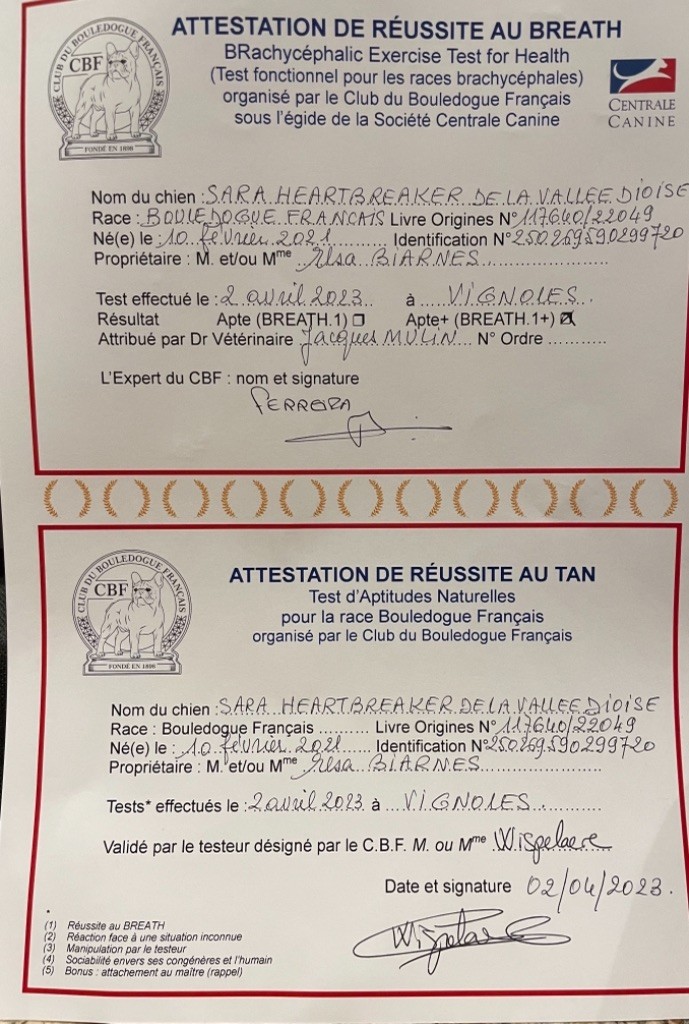 CLUB DU BOULEDOGUE FRANÇAIS
CBF
FONDÉ EN 1898
ATTESTATION DE RÉUSSITE AU BREATH
BRachycéphalic Exercise Test for Health
(Test fonctionnel pour les races brachycéphales)
organisé par le Club du Bouledogue Français
sous l'égide de la Société Centrale Canine
CENTRALE
CANINE
Nom du chien : SARA HEARTBREAKER DE LA VALLEE DIOISE
Race : BOULEDOGUE FRANCAIS Livre Origines N° 117640/22049
Né(e) le : 10 février 2021 Identification N° 250.269.590299720
Propriétaire : M. et/ou Mme Elsa BIARNES
Test effectué le : 2 avril 2023 à VIGNOLES
Résultat Apte (BREATH.1) ☐ Apte+ (BREATH.1+) ☒
Attribué par Dr Vétérinaire Jacques MULIN N° Ordre ...........
L'Expert du CBF : nom et signature
FERREIRA
CLUB DU BOULEDOGUE FRANÇAIS
CBF
FONDÉ EN 1898
ATTESTATION DE RÉUSSITE AU TAN
Test d'Aptitudes Naturelles
pour la race Bouledogue Français
organisé par le Club du Bouledogue Français
Nom du chien : SARA HEARTBREAKER DE LA VALLEE DIOISE
Race : Bouledogue Français .......... Livre Origines N° 117640/22049
Né(e) le : 10 février 2021 Identification N° 250.269.590299720
Propriétaire : M. et/ou Mme Elsa BIARNES
Tests* effectués le : 2 avril 2023 à VIGNOLES
Validé par le testeur désigné par le C.B.F. M. ou Mme Wispelaere
Date et signature 02/04/2023.
Wispelaere
*
(1) Réussite au BREATH
(2) Réaction face à une situation inconnue
(3) Manipulation par le testeur
(4) Sociabilité envers ses congénères et l'humain
(5) Bonus : attachement au maître (rappel)